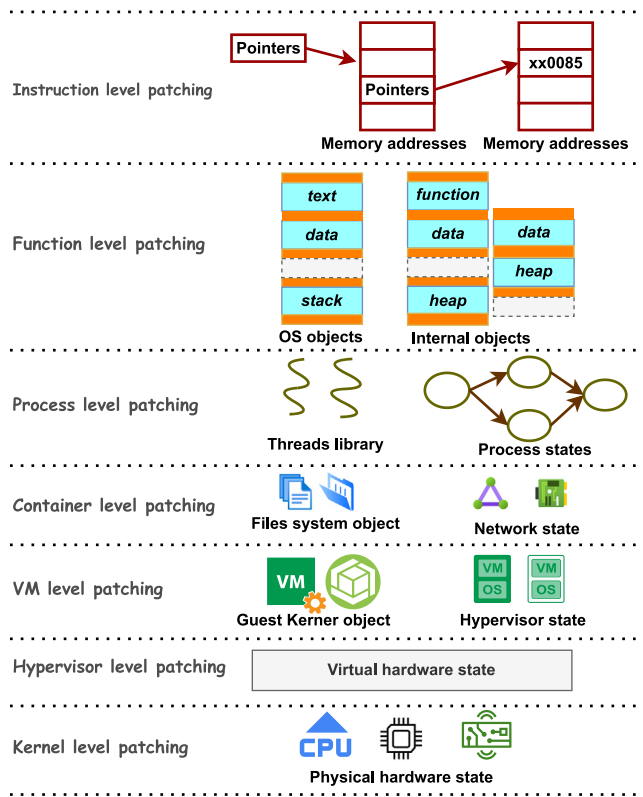 Pointers
xx0085
Instruction level patching
Pointers
Memory addresses
Memory addresses
text
function
data
data
data
Function level patching
heap
stack
heap
OS objects
Internal objects
Process level patching
Threads library
Process states
Container level patching
Files system object
Network state
VM
VM
VM
VM level patching
OS
OS
Guest Kerner object
Hypervisor state
Hypervisor level patching
Virtual hardware state
Kernel level patching
CPU
Physical hardware state